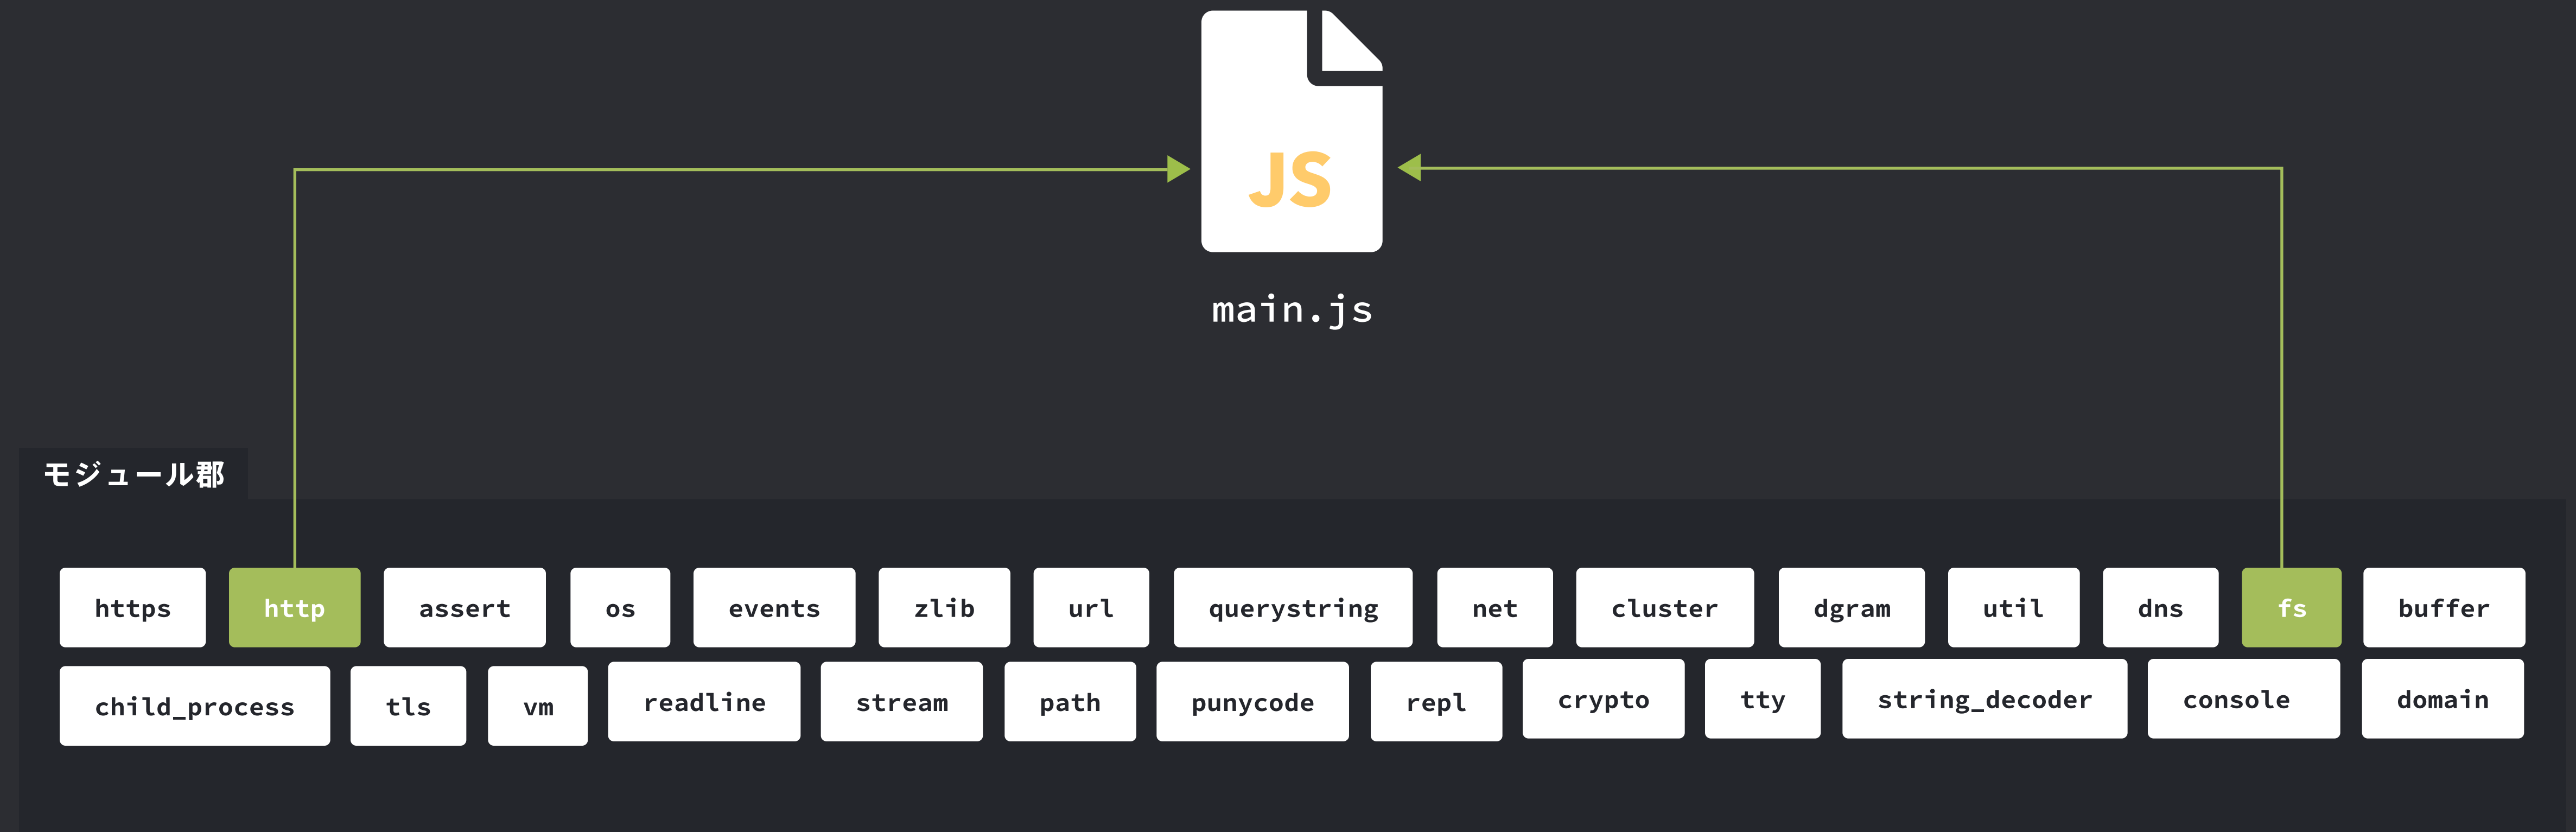 JS
main.js
モジュール郡
https http assert os events zlib url querystring net cluster dgram util dns fs buffer
child_process tls vm readline stream path punycode repl crypto tty string_decoder console domain